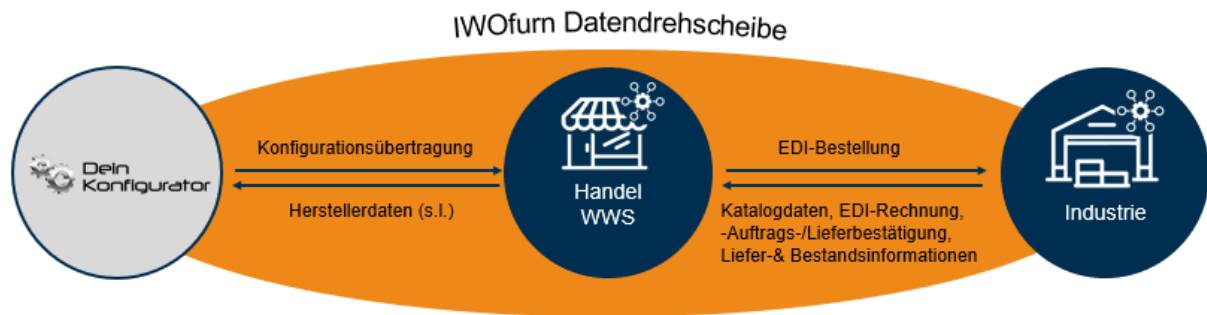 IWOfurn Datendrehscheibe
Dein
Konfigurator
Konfigurationsübertragung
Herstellerdaten (s.l.)
Handel
WWS
EDI-Bestellung
Katalogdaten, EDI-Rechnung,
-Auftrags-/Lieferbestätigung,
Liefer-& Bestandsinformationen
Industrie